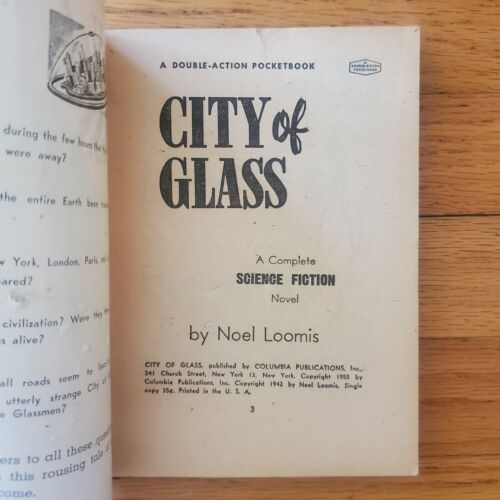 during the few hours that
were away?
the entire Earth been
York, London, Paris, and
civilization? Were they
alive?
all roads seem to lead
utterly strange City of
Glassmen?
to all these
this rousing tale
come.
A DOUBLE-ACTION POCKETBOOK
A
DOUBLE-ACTION
POCKETBOOK
CITY of
GLASS
A Complete
SCIENCE FICTION
Novel
by Noel Loomis
CITY OF GLASS, published by COLUMBIA PUBLICATIONS, Inc.,
241 Church Street, New York 13, New York. Copyright 1955 by
Columbia Publications, Inc. Copyright 1942 by Noel Loomis. Single
copy 35¢. Printed in the U. S. A.
3